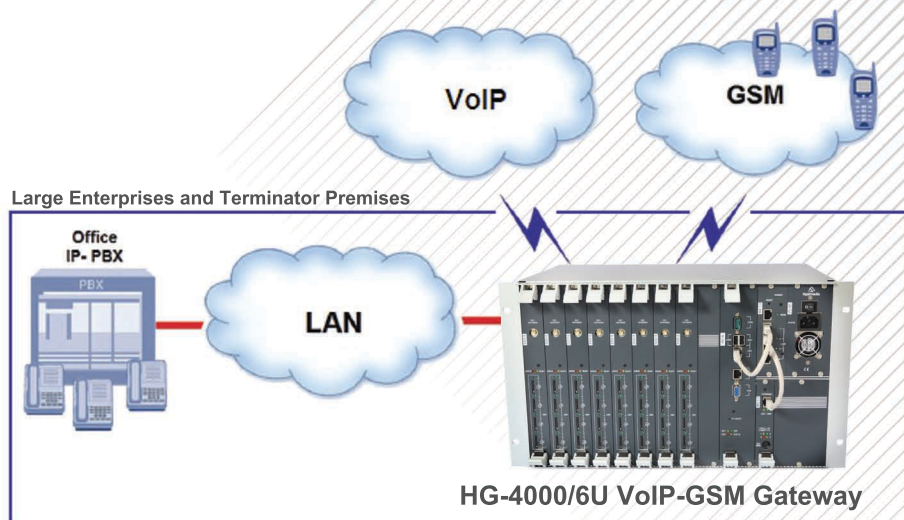 VoIP
GSM
Large Enterprises and Terminator Premises
Office
IP- PBX
PBX
LAN
HG-4000/6U VoIP-GSM Gateway